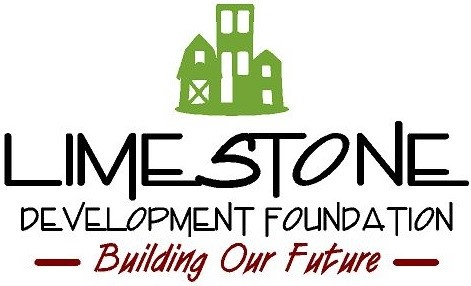 LIMESTONE
DEVELOPMENT FOUNDATION
Building Our Future